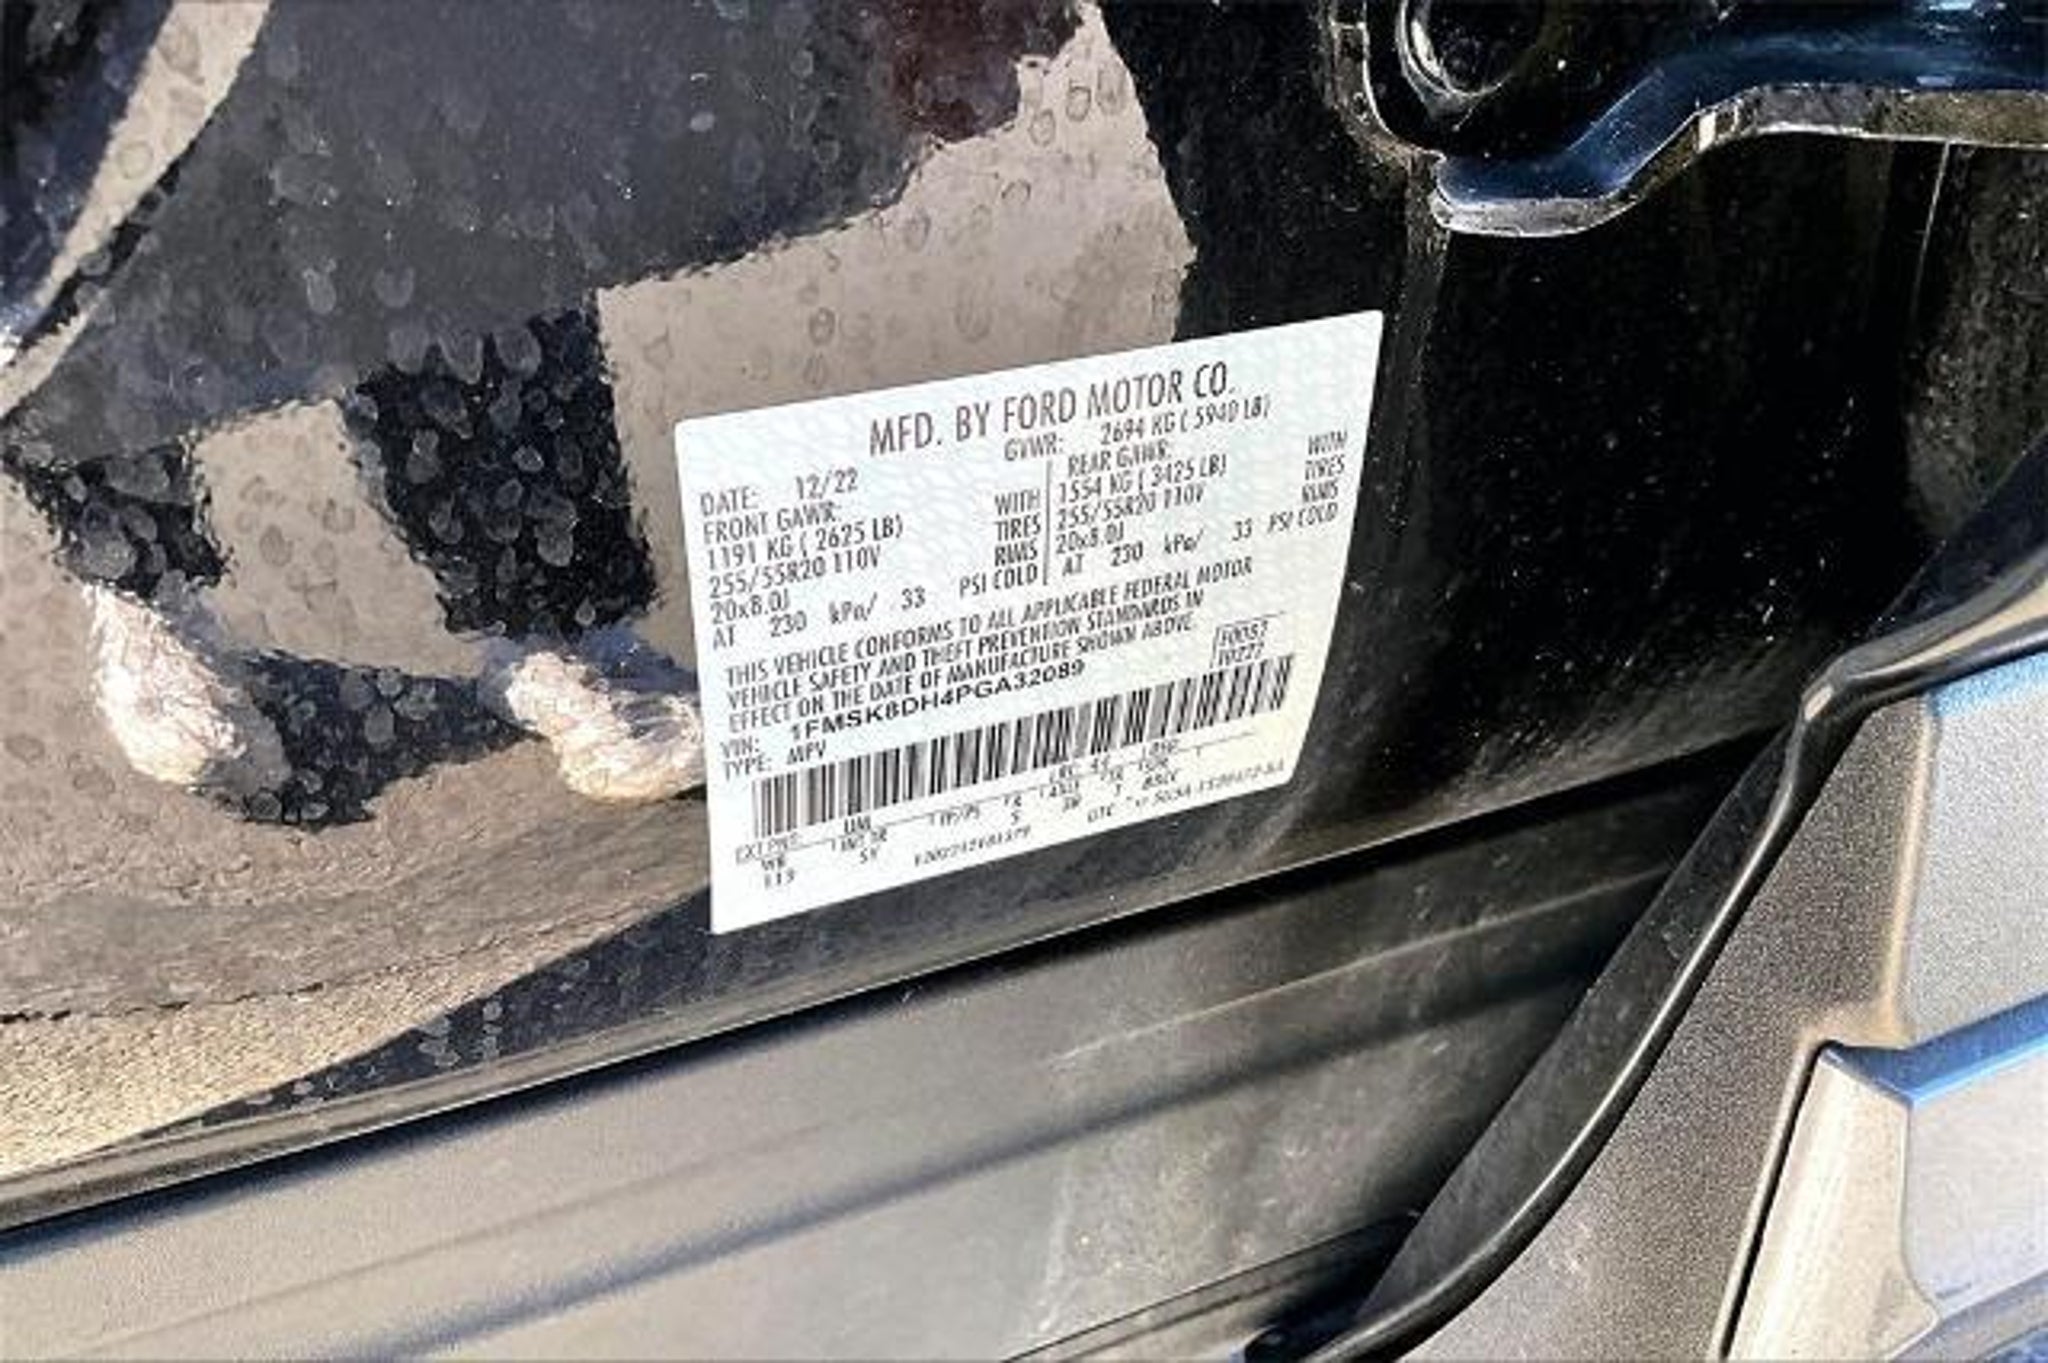 MFD. BY FORD MOTOR CO.
DATE: 12/22
GVWR: 2694 KG ( 5940 LB)
FRONT GAWR:
1191 KG ( 2625 LB) WITH
255/55R20 110V TIRES
20x8.0J RIMS
AT 230 kPa/ 33 PSI COLD
REAR GAWR:
1554 KG ( 3425 LB) WITH
255/55R20 110V TIRES
20x8.0J RIMS
AT 230 kPa/ 33 PSI COLD
THIS VEHICLE CONFORMS TO ALL APPLICABLE FEDERAL MOTOR
VEHICLE SAFETY AND THEFT PREVENTION STANDARDS IN
EFFECT ON THE DATE OF MANUFACTURE SHOWN ABOVE
VIN: 1FMSK8DH4PGA32089
TYPE: MPV
EXT PNT
113